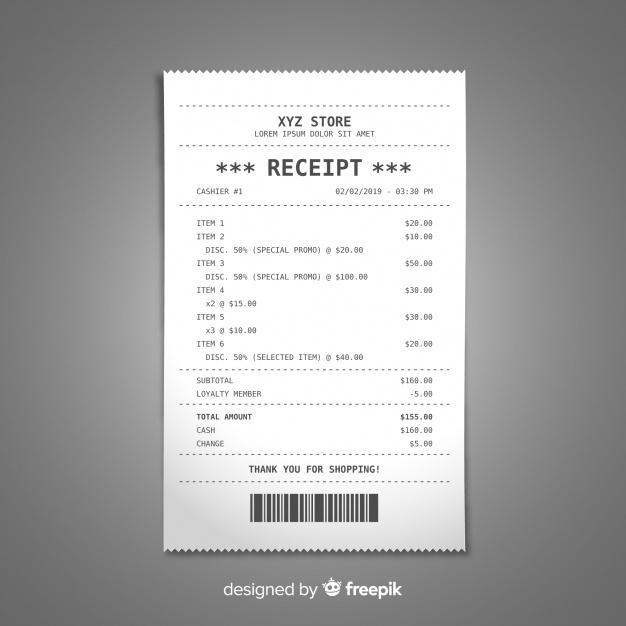 XYZ STORE
LOREM IPSUM DOLOR SIT AMET
*** RECEIPT ***
CASHIER #1 02/02/2019 - 03:30 PM
ITEM 1 $20.00
ITEM 2 $10.00
DISC. 50% (SPECIAL PROMO) @ $20.00
ITEM 3 $50.00
DISC. 50% (SPECIAL PROMO) @ $100.00
ITEM 4 $30.00
x2 @ $15.00
ITEM 5 $30.00
x3 @ $10.00
ITEM 6 $20.00
DISC. 50% (SELECTED ITEM) @ $40.00
SUBTOTAL $160.00
LOYALTY MEMBER -5.00
TOTAL AMOUNT $155.00
CASH $160.00
CHANGE $5.00
THANK YOU FOR SHOPPING!
designed by freepik